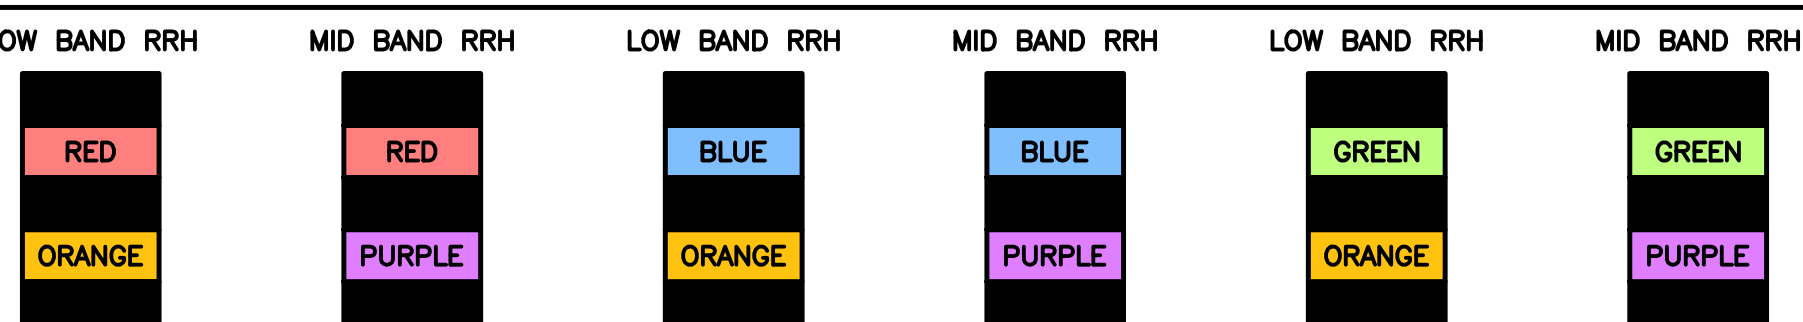 OW BAND RRH MID BAND RRH LOW BAND RRH MID BAND RRH LOW BAND RRH MID BAND RRH
RED RED BLUE BLUE GREEN GREEN
ORANGE PURPLE ORANGE PURPLE ORANGE PURPLE